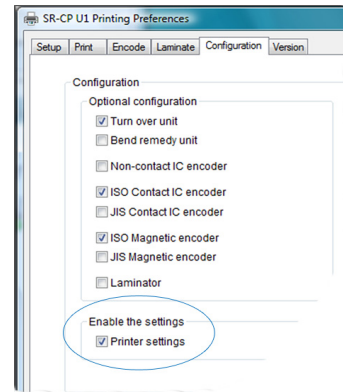 SR-CP U1 Printing Preferences
Setup Print Encode Laminate Configuration Version
Configuration
Optional configuration
Turn over unit
Bend remedy unit
Non-contact IC encoder
ISO Contact IC encoder
JIS Contact IC encoder
ISO Magnetic encoder
JIS Magnetic encoder
Laminator
Enable the settings
Printer settings